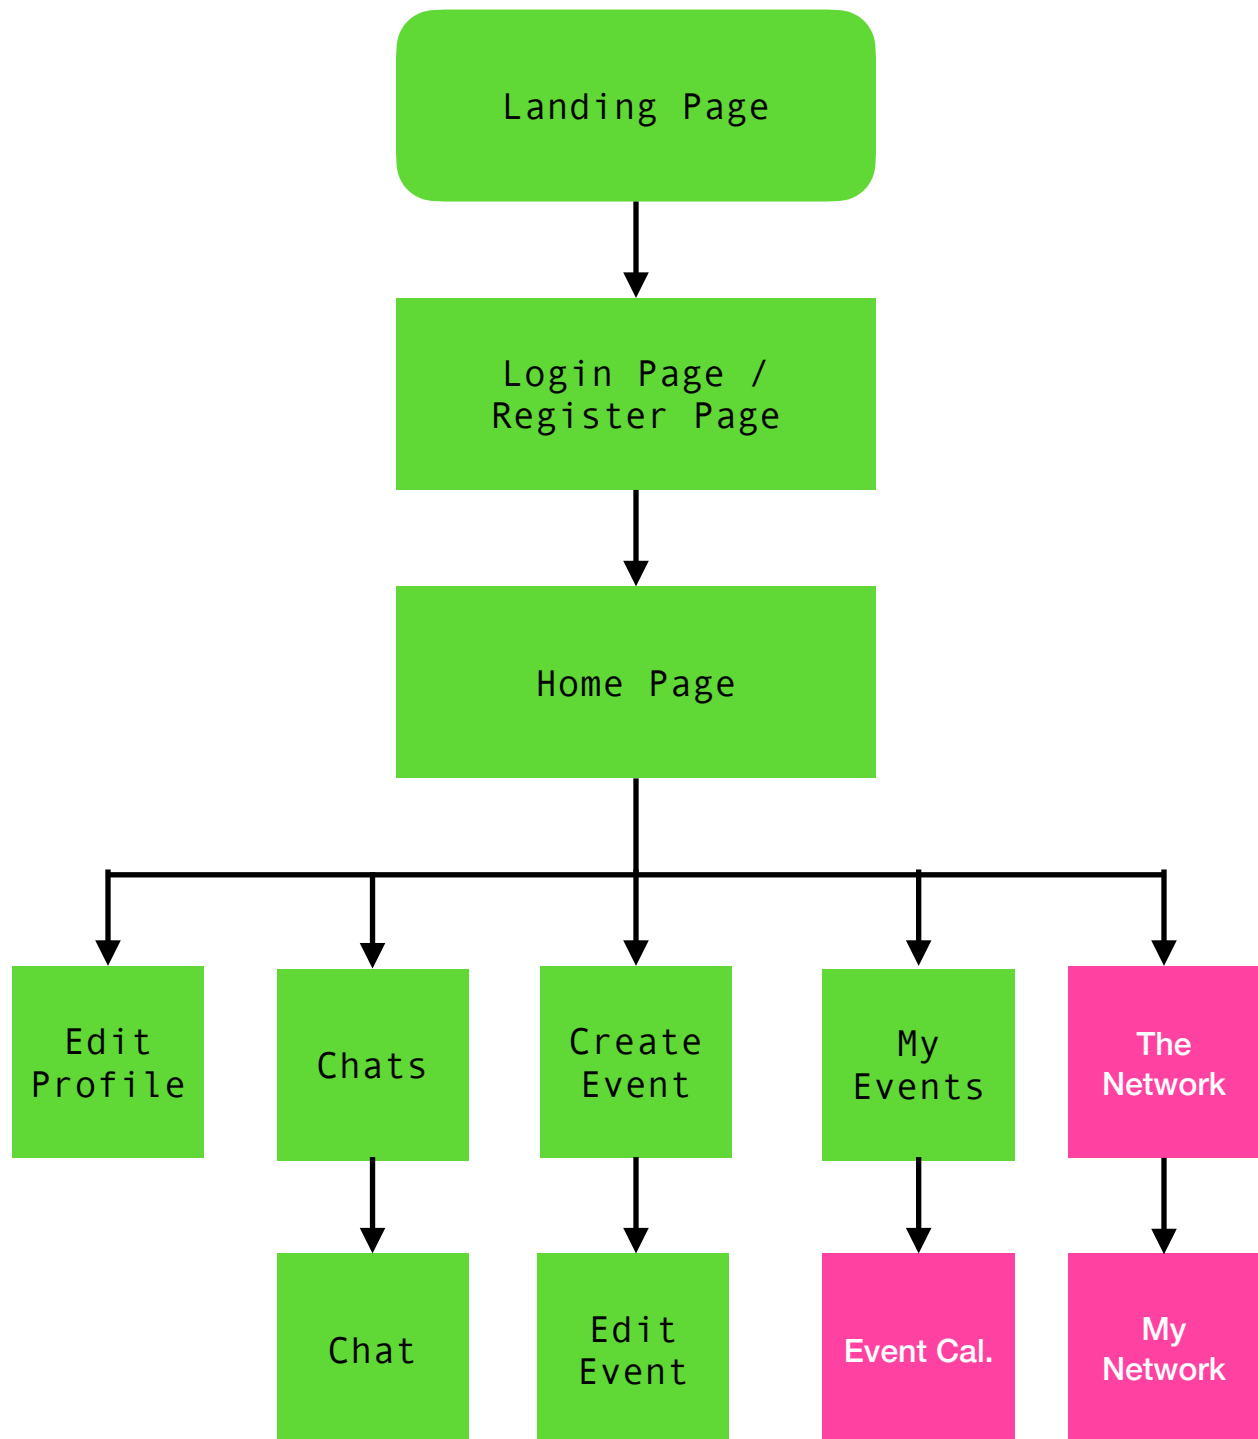 Landing Page
Login Page /
Register Page
Home Page
Edit
Profile
Chats
Create
Event
My
Events
The
Network
Chat
Edit
Event
Event Cal.
My
Network